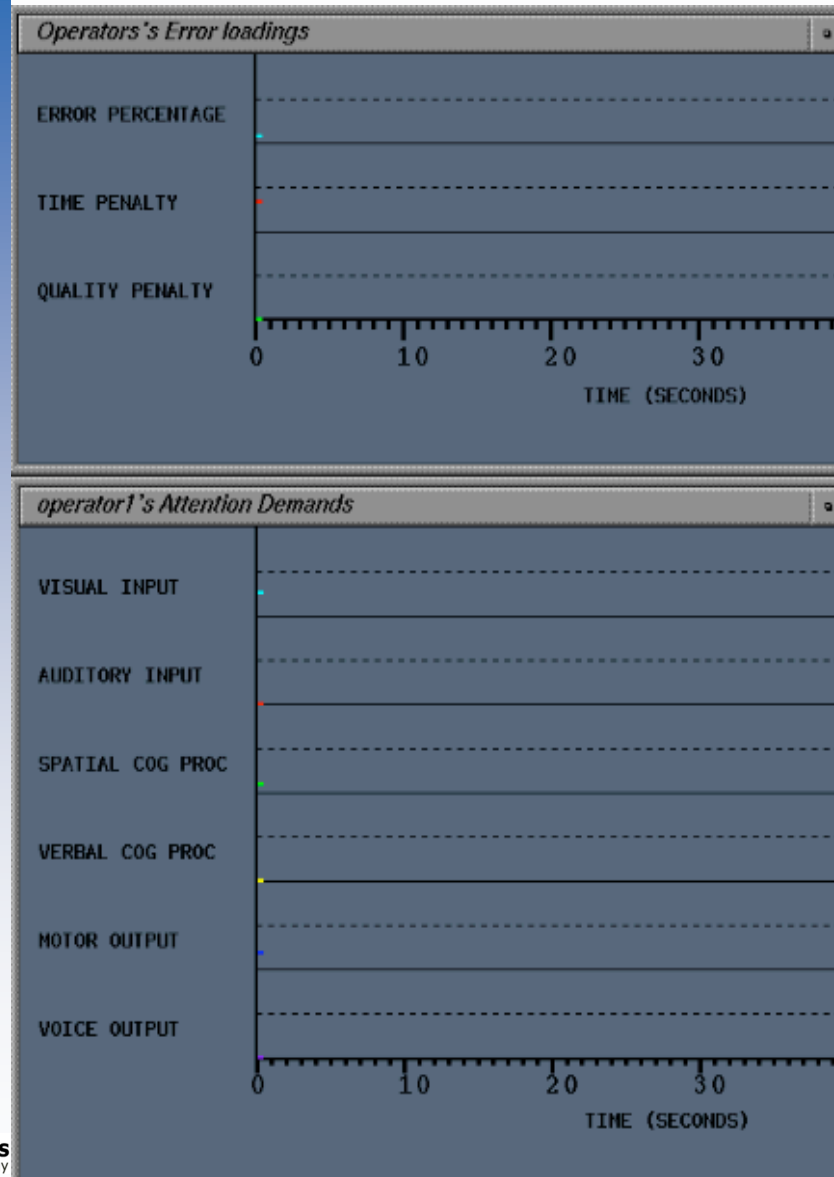 Operators's Error loadings
ERROR PERCENTAGE
TIME PENALTY
QUALITY PENALTY
0 10 20 30
TIME (SECONDS)
operator1's Attention Demands
VISUAL INPUT
AUDITORY INPUT
SPATIAL COG PROC
VERBAL COG PROC
MOTOR OUTPUT
VOICE OUTPUT
0 10 20 30
TIME (SECONDS)
s
y